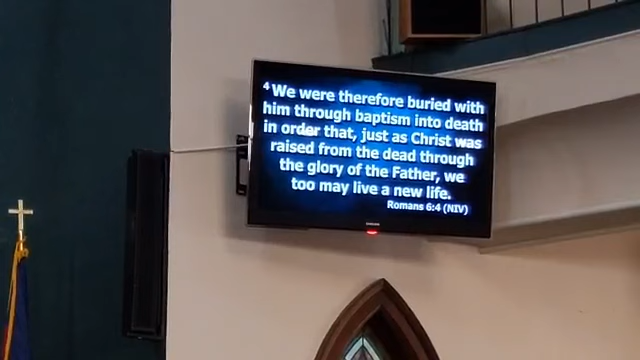 4 We were therefore buried with
him through baptism into death
in order that, just as Christ was
raised from the dead through
the glory of the Father, we
too may live a new life.
Romans 6:4 (NIV)
SAMSUNG